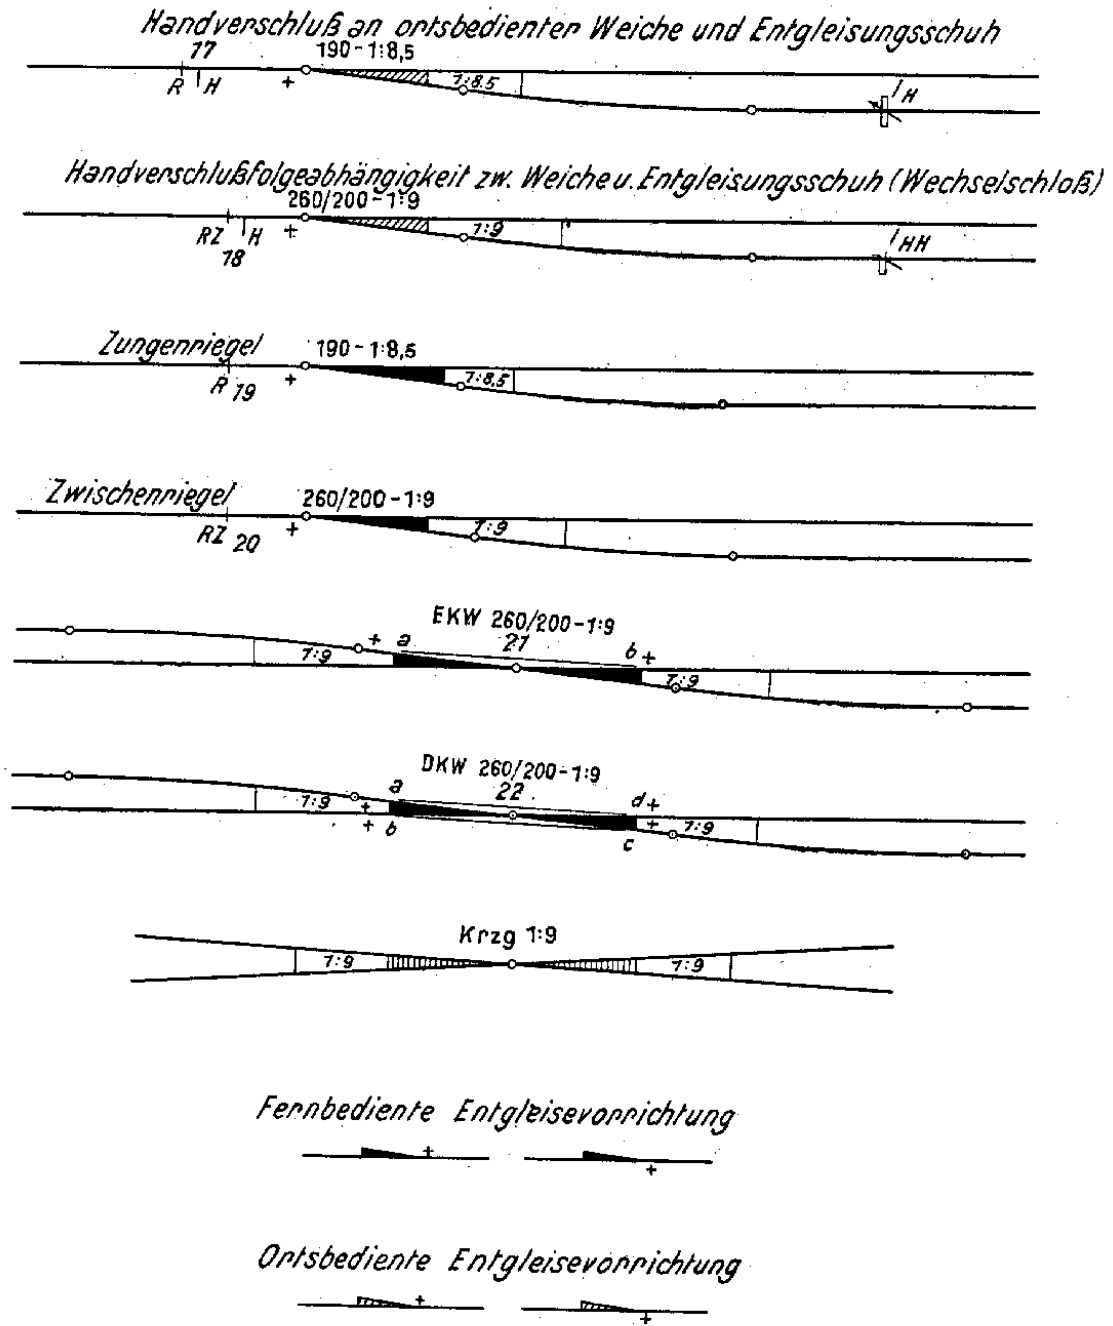 Handverschluß an ortsbedienter Weiche und Entgleisungsschuh
17 190-1:8,5
R H + 1:8,5 H
Handverschlußfolgeabhängigkeit zw. Weiche u. Entgleisungsschuh (Wechselschloß)
260/200-1:9
RZ H + 1:9 HH
18
Zungenriegel 190-1:8,5
R 19 + 1:8,5
Zwischenriegel 260/200-1:9
RZ 20 + 1:9
EKW 260/200-1:9
+ a 21 b +
1:9 1:9
DKW 260/200-1:9
a 22 d +
1:9 + + 1:9
+ b c
Krzg 1:9
1:9 1:9
Fernbediente Entgleisevorrichtung
+ +
Ortsbediente Entgleisevorrichtung
+ +